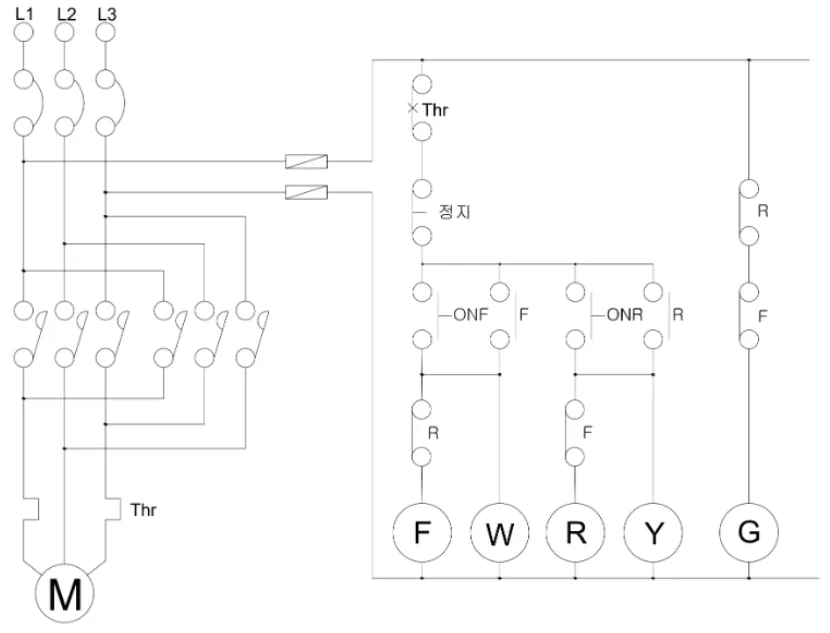 L1 L2 L3
Thr
정지
R
ONF F ONR R F
R F
F W R Y G
Thr
M